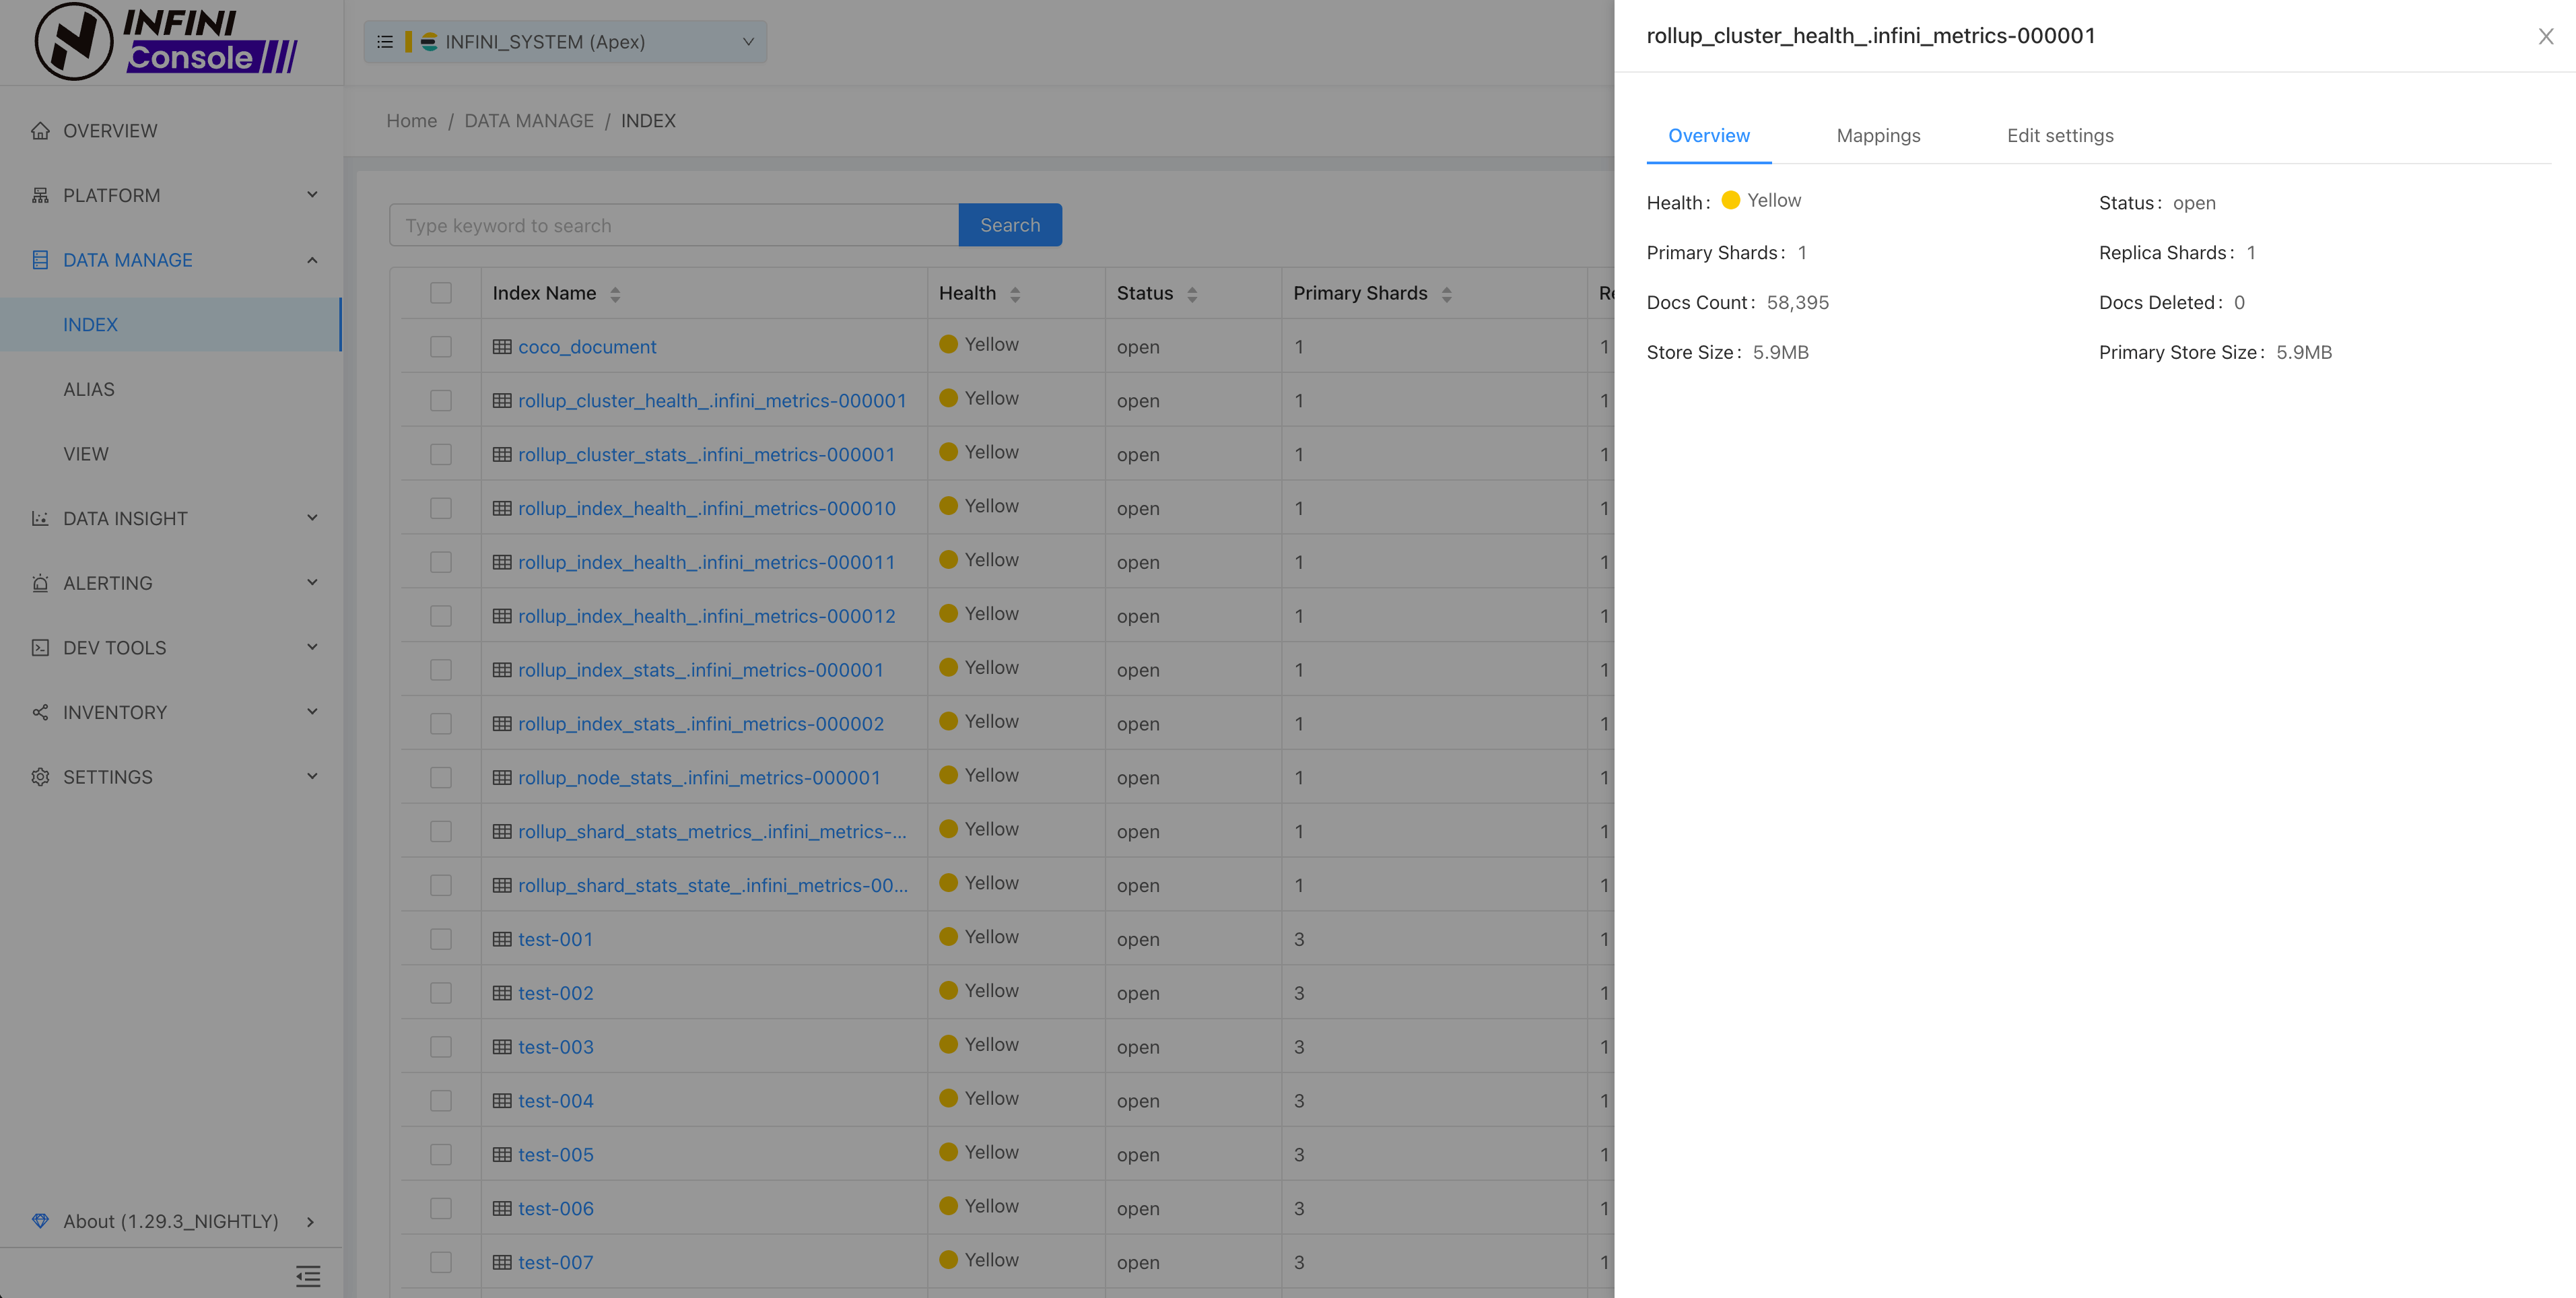 INFINI
Console
INFINI_SYSTEM (Apex)
OVERVIEW
PLATFORM
DATA MANAGE
INDEX
ALIAS
VIEW
DATA INSIGHT
ALERTING
DEV TOOLS
INVENTORY
SETTINGS
About (1.29.3_NIGHTLY)
Home / DATA MANAGE / INDEX
Type keyword to search
Search
Index Name Health Status Primary Shards
coco_document Yellow open 1 1
rollup_cluster_health_.infini_metrics-000001 Yellow open 1 1
rollup_cluster_stats_.infini_metrics-000001 Yellow open 1 1
rollup_index_health_.infini_metrics-000010 Yellow open 1 1
rollup_index_health_.infini_metrics-000011 Yellow open 1 1
rollup_index_health_.infini_metrics-000012 Yellow open 1 1
rollup_index_stats_.infini_metrics-000001 Yellow open 1 1
rollup_index_stats_.infini_metrics-000002 Yellow open 1 1
rollup_node_stats_.infini_metrics-000001 Yellow open 1 1
rollup_shard_stats_metrics_.infini_metrics-... Yellow open 1 1
rollup_shard_stats_state_.infini_metrics-00... Yellow open 1 1
test-001 Yellow open 3 1
test-002 Yellow open 3 1
test-003 Yellow open 3 1
test-004 Yellow open 3 1
test-005 Yellow open 3 1
test-006 Yellow open 3 1
test-007 Yellow open 3 1
rollup_cluster_health_.infini_metrics-000001
Overview Mappings Edit settings
Health: Yellow Status: open
Primary Shards: 1 Replica Shards: 1
Docs Count: 58,395 Docs Deleted: 0
Store Size: 5.9MB Primary Store Size: 5.9MB